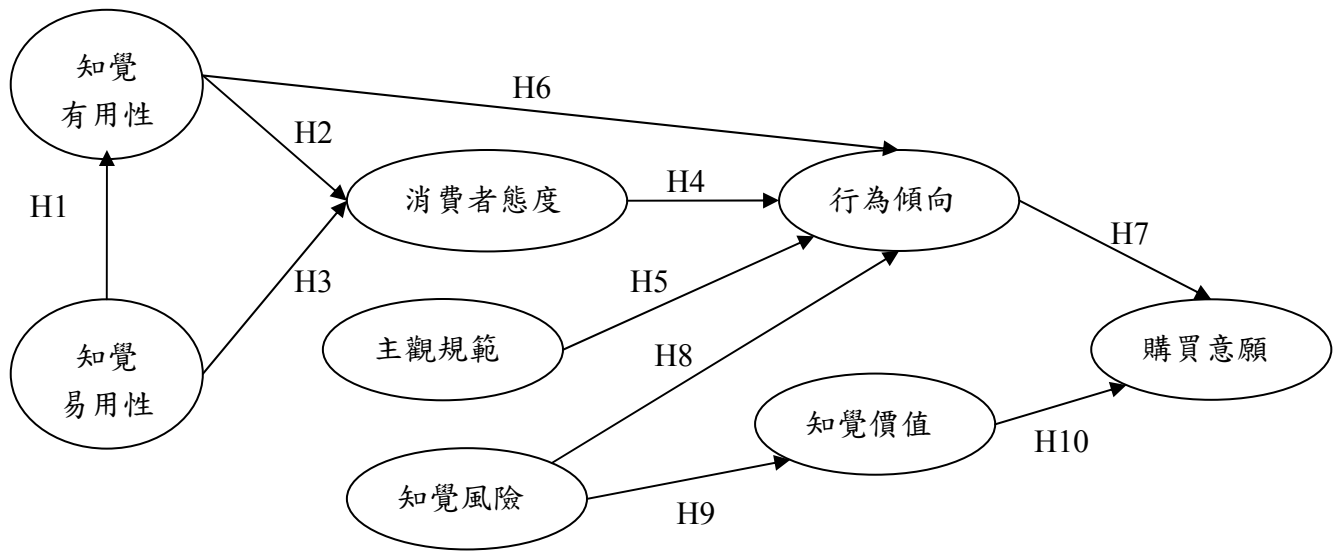 知覺
有用性
H6
H2
消費者態度
H4
行為傾向
H1
H7
H3
H5
主觀規範
H8
購買意願
知覺
易用性
知覺價值
H10
知覺風險
H9